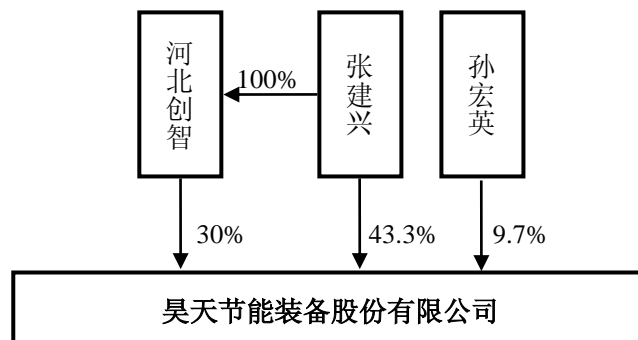 河北创智
100%
张建兴
孙宏英
30%
43.3%
9.7%
昊天节能装备股份有限公司